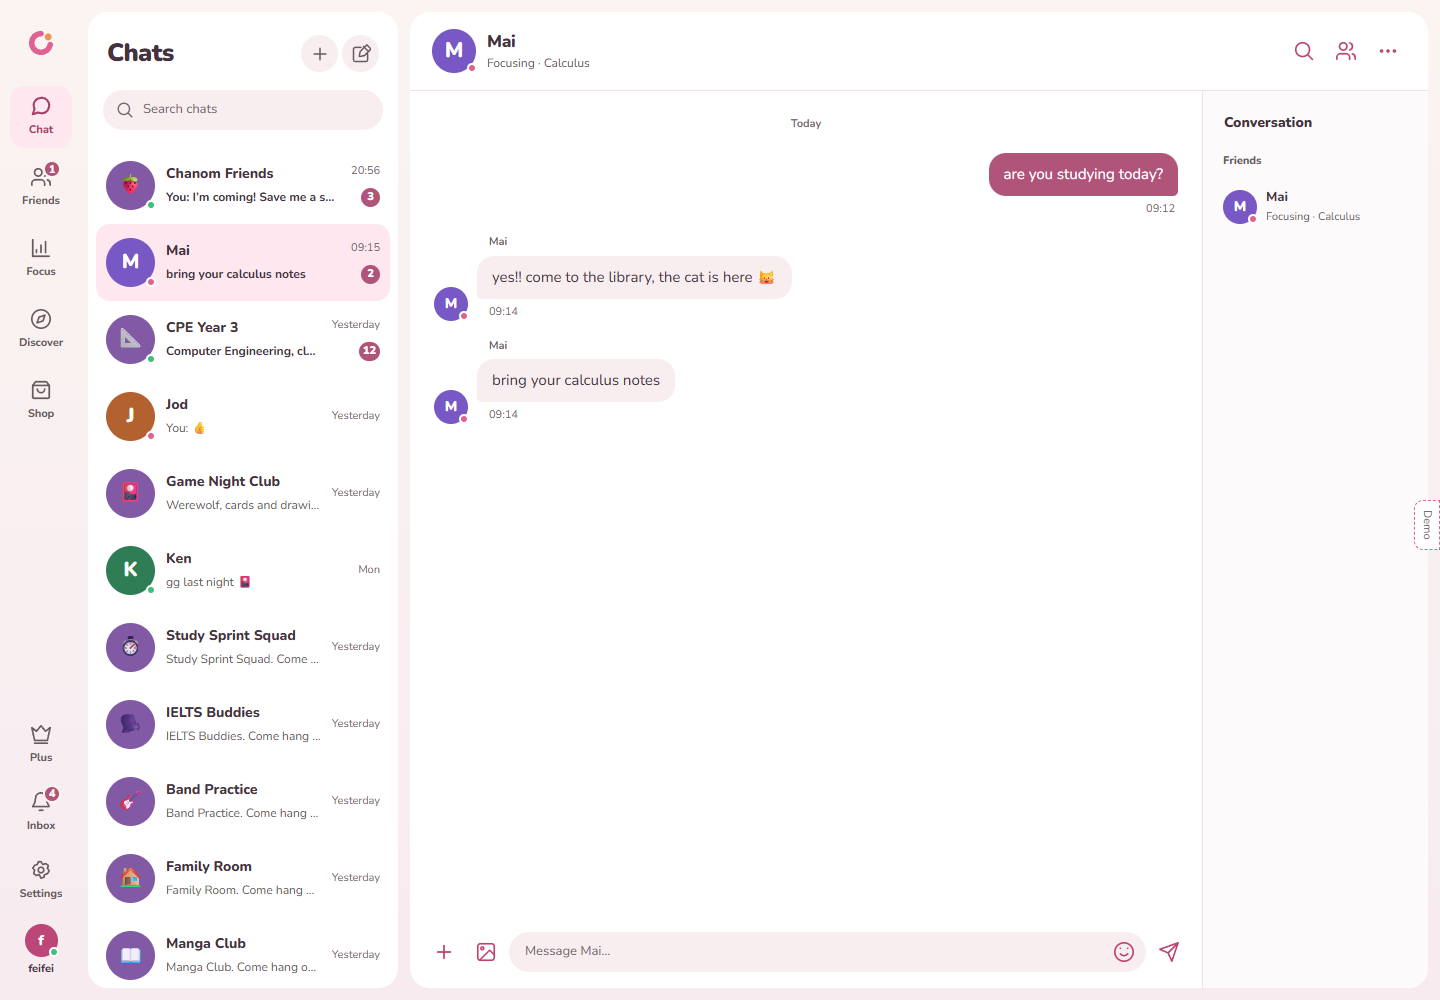 Chat
1
Friends
Focus
Discover
Shop
Plus
4
Inbox
Settings
f
feifei
Chats
Search chats
Chanom Friends
20:56
You: I'm coming! Save me a s...
3
M
Mai
09:15
bring your calculus notes
2
CPE Year 3
Yesterday
Computer Engineering, cl...
12
J
Jod
Yesterday
You: 👍
Game Night Club
Yesterday
Werewolf, cards and drawi...
K
Ken
Mon
gg last night 🎴
Study Sprint Squad
Yesterday
Study Sprint Squad. Come ...
IELTS Buddies
Yesterday
IELTS Buddies. Come hang ...
Band Practice
Yesterday
Band Practice. Come hang ...
Family Room
Yesterday
Family Room. Come hang ...
Manga Club
Yesterday
Manga Club. Come hang o...
M
Mai
Focusing · Calculus
Today
are you studying today?
09:12
Mai
yes!! come to the library, the cat is here 🐱
M
09:14
Mai
bring your calculus notes
M
09:14
Message Mai...
Conversation
Friends
M
Mai
Focusing · Calculus
Demo